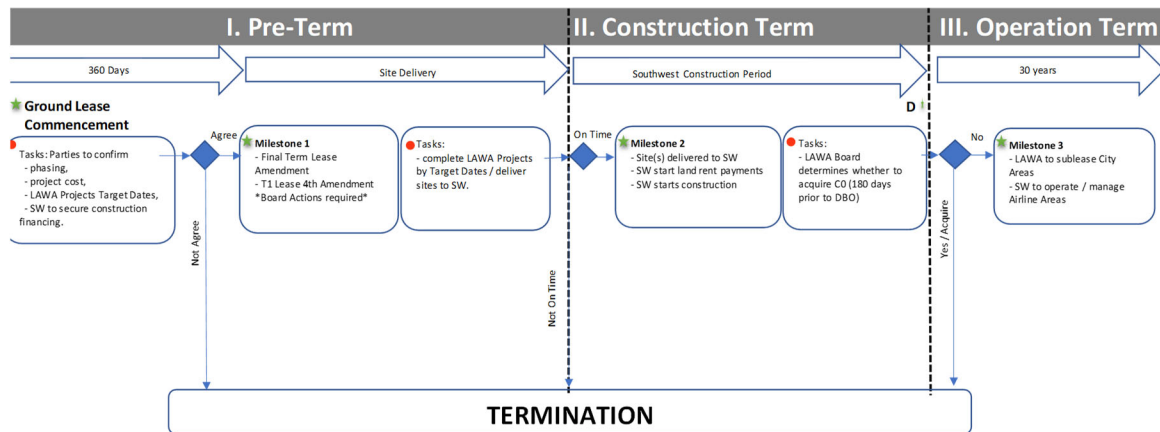 I. Pre-Term
II. Construction Term
III. Operation Term
360 Days
Site Delivery
Southwest Construction Period
30 years
Ground Lease
Commencement
D
Tasks: Parties to confirm
- phasing,
- project cost,
- LAWA Projects Target Dates,
- SW to secure construction
financing.
Agree
Not Agree
Milestone 1
- Final Term Lease
Amendment
- T1 Lease 4th Amendment
*Board Actions required*
Tasks:
- complete LAWA Projects
by Target Dates / deliver
sites to SW.
On Time
Not On Time
Milestone 2
- Site(s) delivered to SW
- SW start land rent payments
- SW starts construction
Tasks:
- LAWA Board
determines whether to
acquire C0 (180 days
prior to DBO)
No
Yes / Acquire
Milestone 3
- LAWA to sublease City
Areas
- SW to operate / manage
Airline Areas
TERMINATION